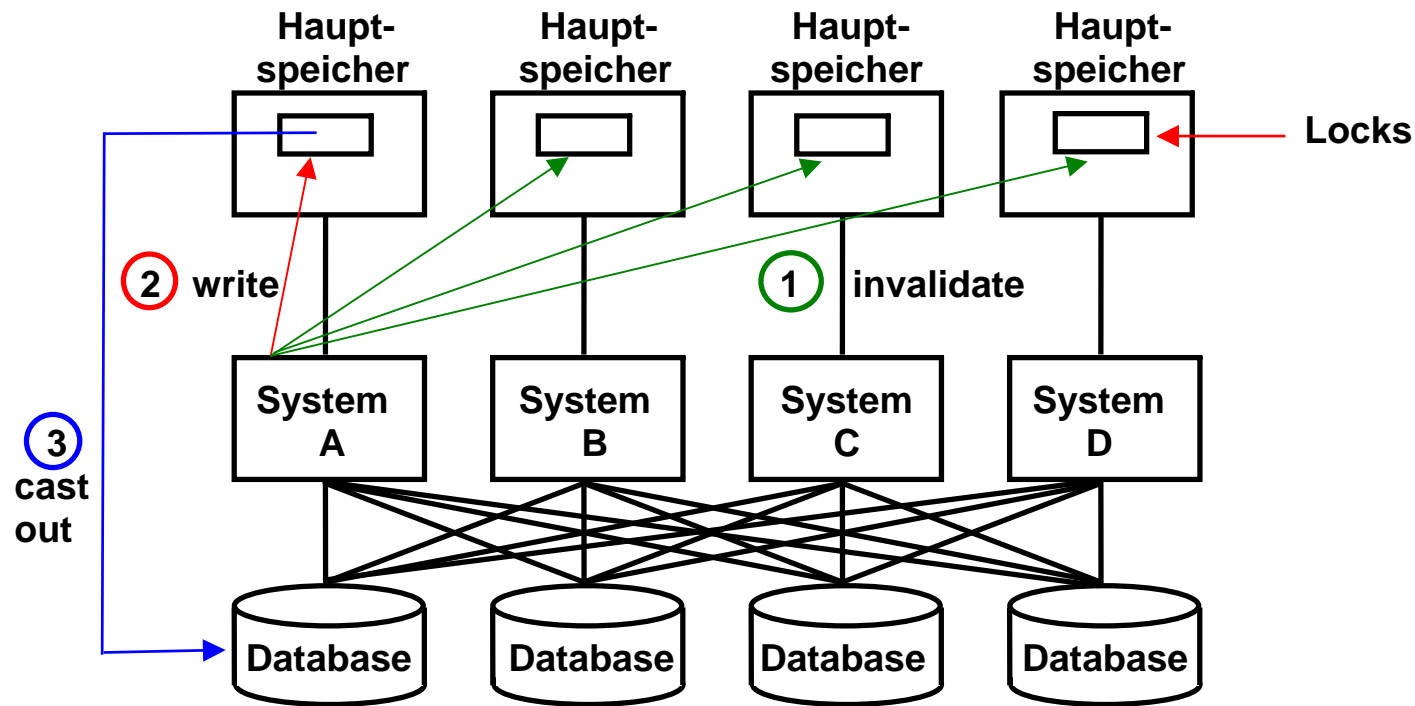 Haupt-
speicher
Haupt-
speicher
Haupt-
speicher
Haupt-
speicher
Locks
2 write
1 invalidate
System
A
System
B
System
C
System
D
3
cast
out
Database
Database
Database
Database